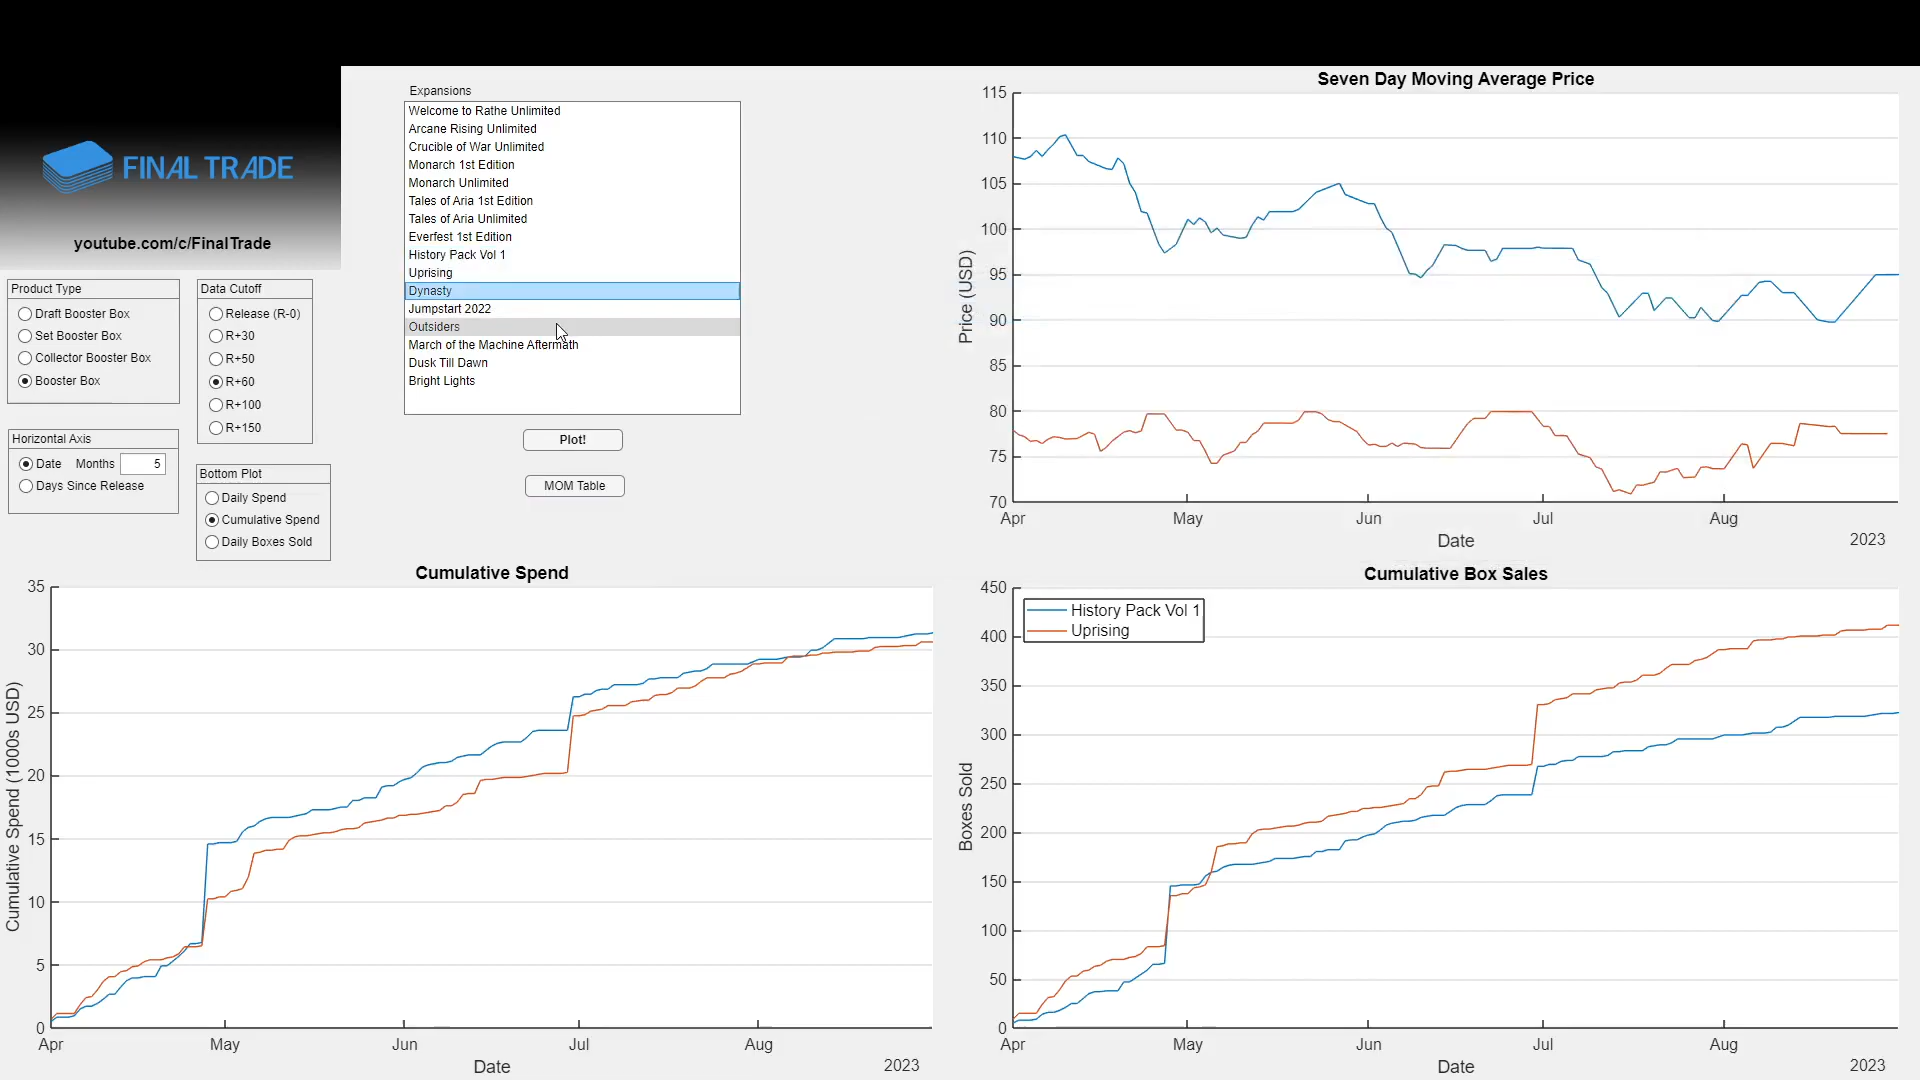 FINAL TRADE
youtube.com/c/FinalTrade
Product Type
Draft Booster Box
Set Booster Box
Collector Booster Box
Booster Box
Data Cutoff
Release (R-0)
R+30
R+50
R+60
R+100
R+150
Horizontal Axis
Date Months 5
Days Since Release
Bottom Plot
Daily Spend
Cumulative Spend
Daily Boxes Sold
Expansions
Welcome to Rathe Unlimited
Arcane Rising Unlimited
Crucible of War Unlimited
Monarch 1st Edition
Monarch Unlimited
Tales of Aria 1st Edition
Tales of Aria Unlimited
Everfest 1st Edition
History Pack Vol 1
Uprising
Dynasty
Jumpstart 2022
Outsiders
March of the Machine Aftermath
Dusk Till Dawn
Bright Lights
Plot!
MOM Table
Seven Day Moving Average Price
115
110
105
100
95
90
85
80
75
70
Price (USD)
Apr May Jun Jul Aug
Date
2023
Cumulative Spend
35
30
25
20
15
10
5
0
Cumulative Spend (1000s USD)
Apr May Jun Jul Aug
Date
2023
Cumulative Box Sales
450
400
350
300
250
200
150
100
50
0
Boxes Sold
History Pack Vol 1
Uprising
Apr May Jun Jul Aug
Date
2023